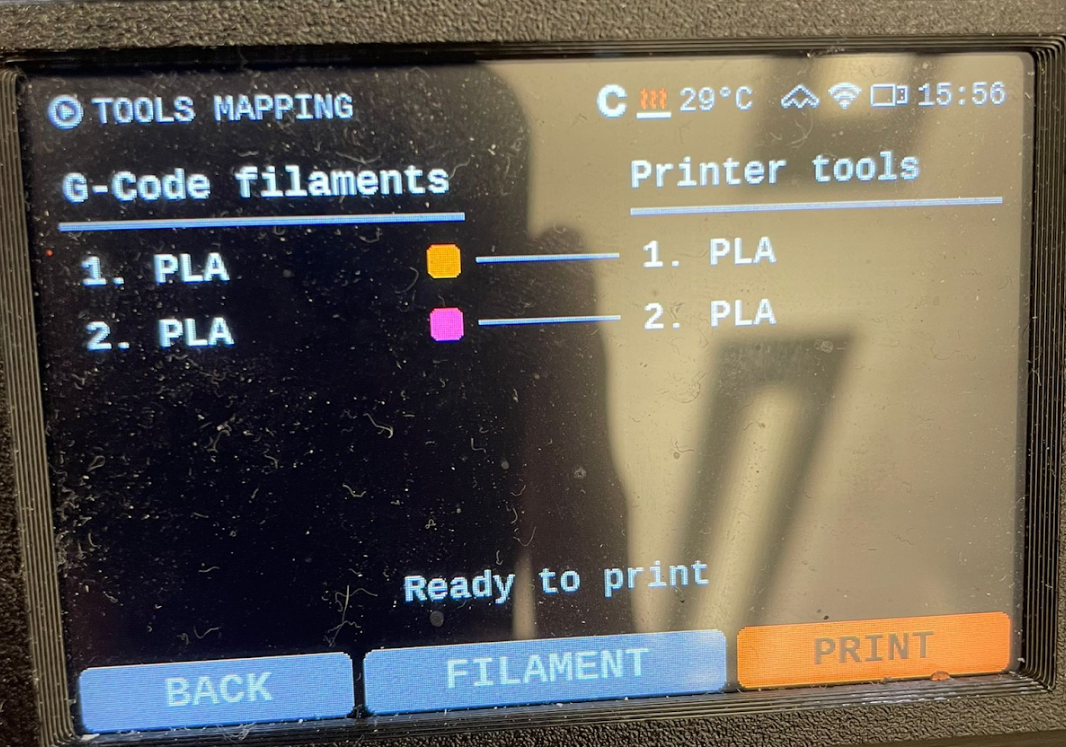 TOOLS MAPPING
C 29°C 15:56
G-Code filaments
Printer tools
1. PLA
1. PLA
2. PLA
2. PLA
Ready to print
BACK
FILAMENT
PRINT